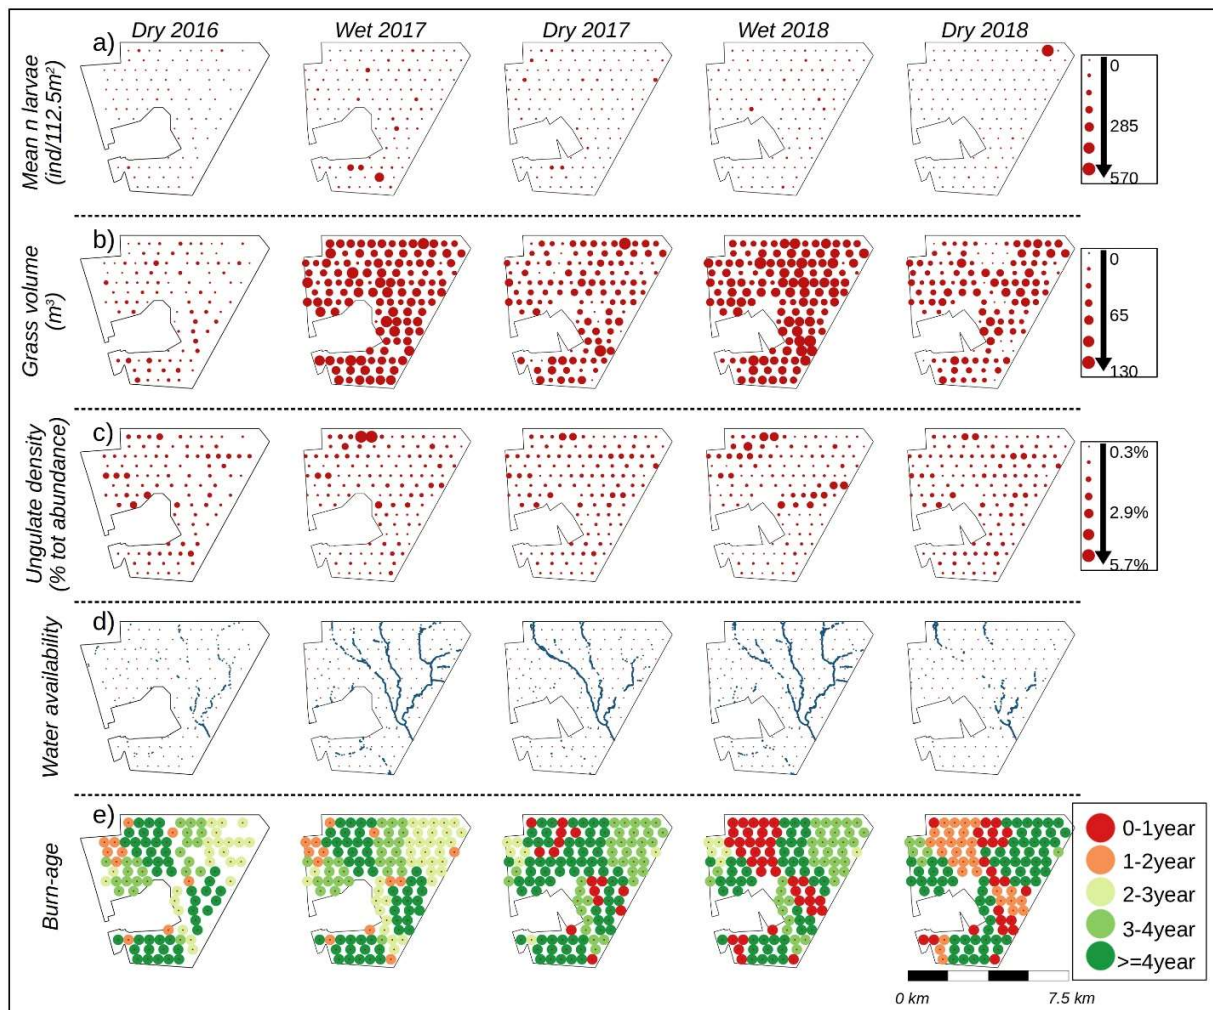 Dry 2016
Wet 2017
Dry 2017
Wet 2018
Dry 2018
a)
Mean n larvae
(ind/112.5m²)
0
285
570
b)
Grass volume
(m³)
0
65
130
c)
Ungulate density
(% tot abundance)
0.3%
2.9%
5.7%
d)
Water availability
e)
Burn-age
0-1year
1-2year
2-3year
3-4year
>=4year
0 km
7.5 km